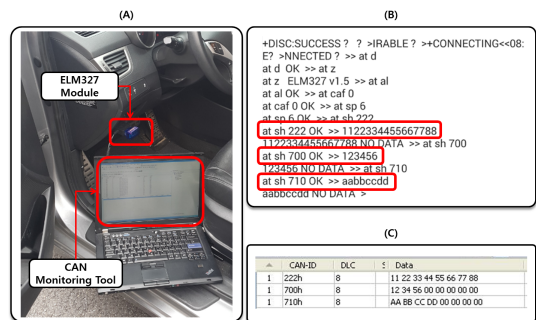 (A)
ELM327
Module
CAN
Monitoring Tool
(B)
+DISC:SUCCESS ? ? >IRABLE ? >+CONNECTING<<08:
E? >NNECTED ? >> at d
at d OK >> at z
at z ELM327 v1.5 >> at al
at al OK >> at caf 0
at caf 0 OK >> at sp 6
at sp 6 OK >> at sh 222
at sh 222 OK >> 1122334455667788
1122334455667788 NO DATA >> at sh 700
at sh 700 OK >> 123456
123456 NO DATA >> at sh 710
at sh 710 OK >> aabbccdd
aabbccdd NO DATA >
(C)
CAN-ID DLC S Data
1 222h 8 11 22 33 44 55 66 77 88
1 700h 8 12 34 56 00 00 00 00 00
1 710h 8 AA BB CC DD 00 00 00 00